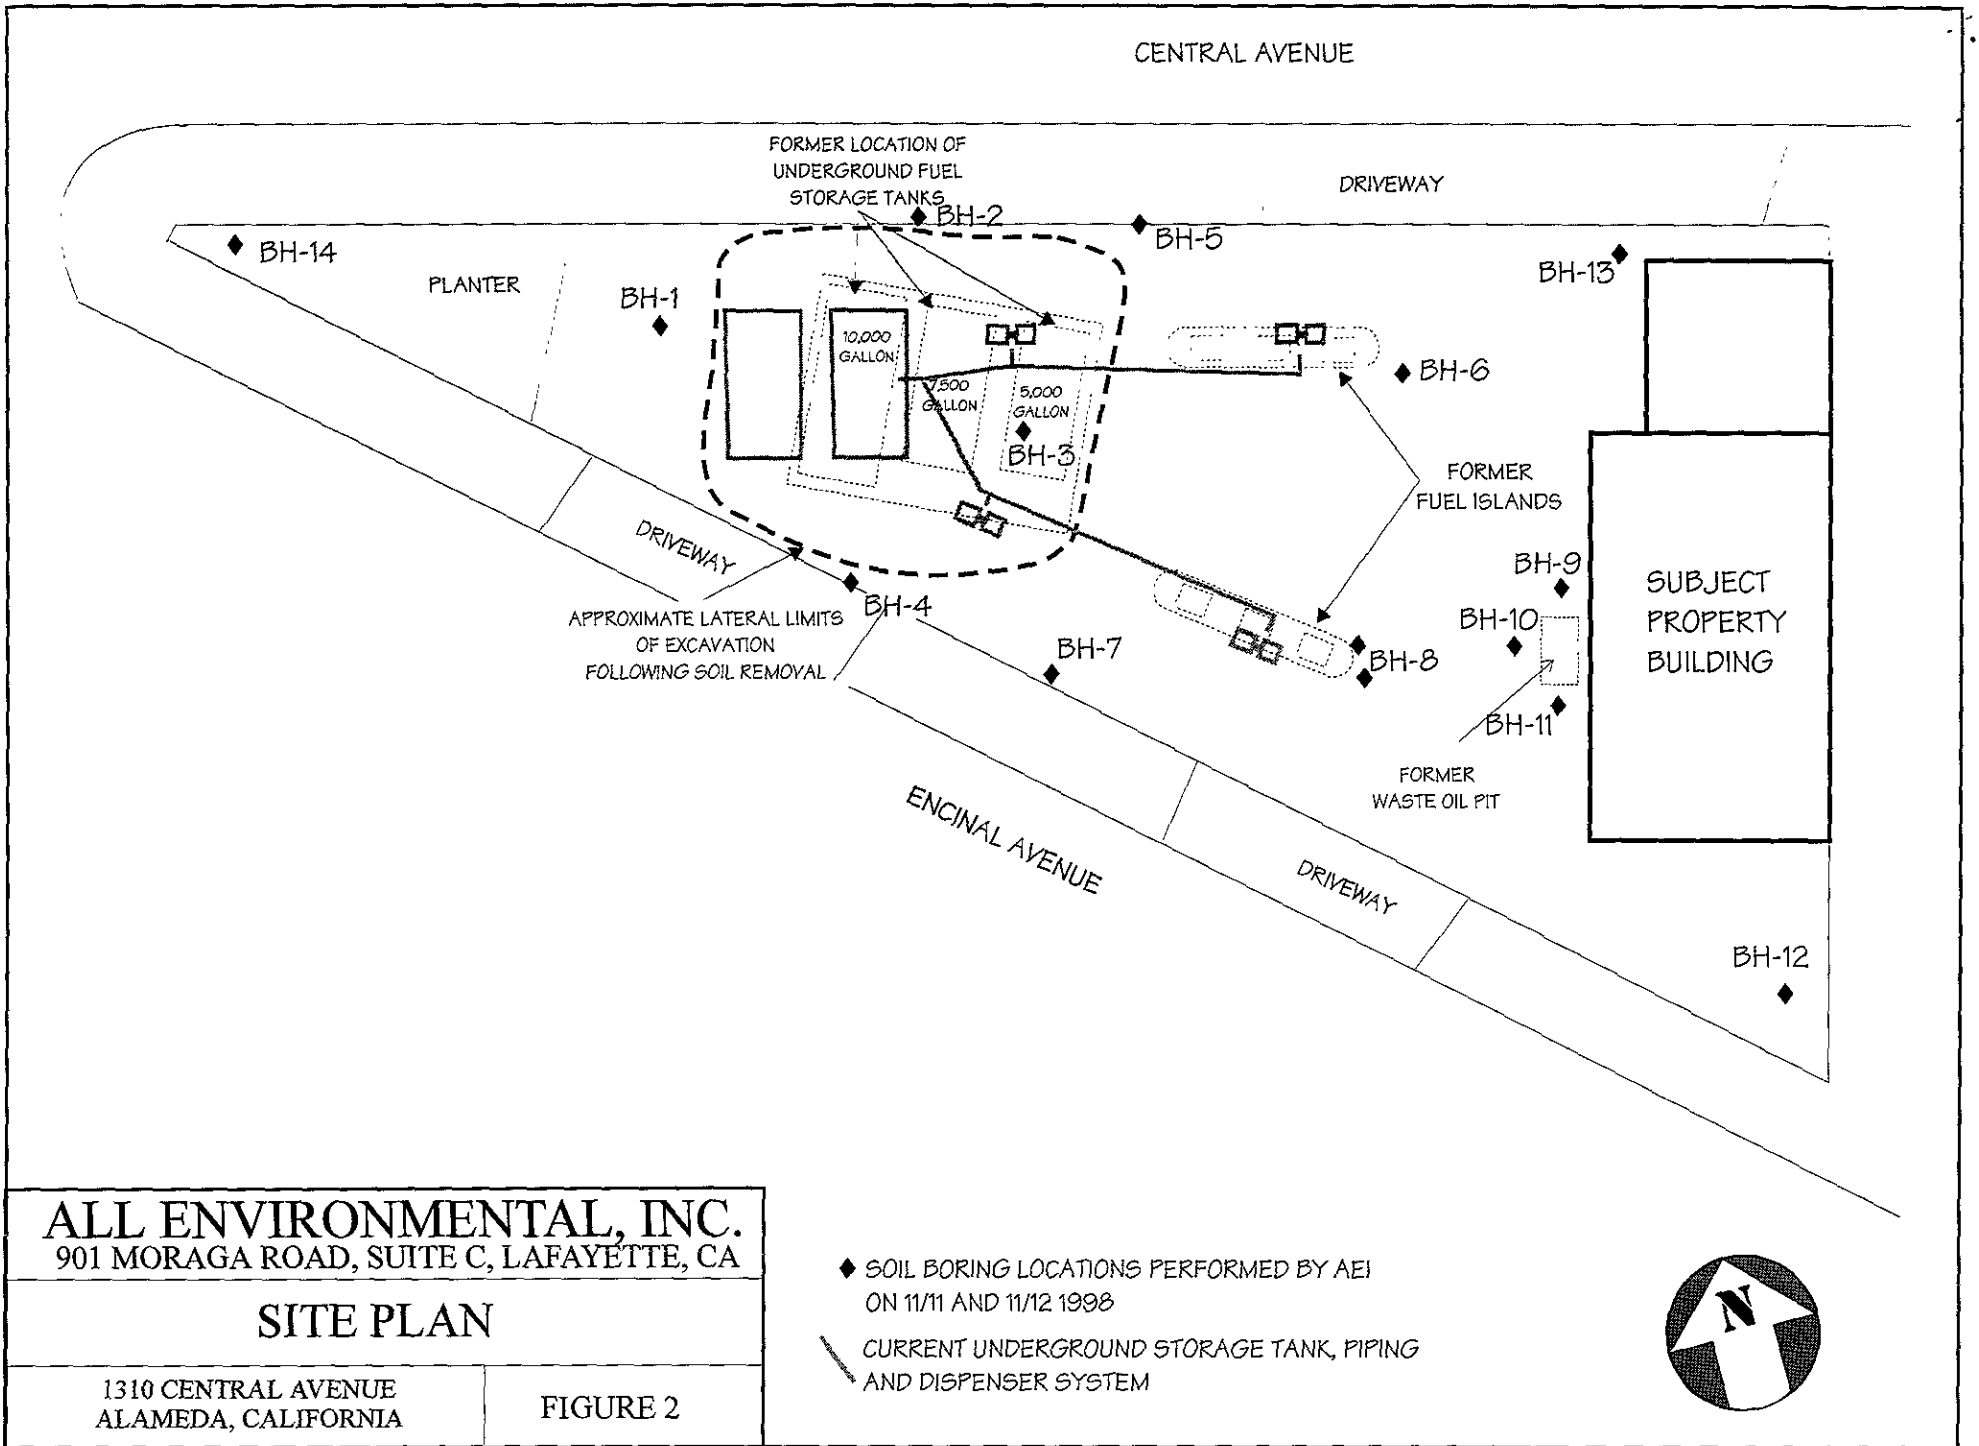 CENTRAL AVENUE
FORMER LOCATION OF
UNDERGROUND FUEL
STORAGE TANKS
DRIVEWAY
BH-2
BH-5
BH-14
BH-13
PLANTER
BH-1
10,000
GALLON
BH-6
7,500
GALLON
5,000
GALLON
BH-3
FORMER
FUEL ISLANDS
DRIVEWAY
BH-9
SUBJECT
PROPERTY
BUILDING
BH-4
BH-10
APPROXIMATE LATERAL LIMITS
OF EXCAVATION
FOLLOWING SOIL REMOVAL
BH-7
BH-8
BH-11
FORMER
WASTE OIL PIT
ENCINAL AVENUE
DRIVEWAY
BH-12
ALL ENVIRONMENTAL, INC.
901 MORAGA ROAD, SUITE C, LAFAYETTE, CA
SITE PLAN
1310 CENTRAL AVENUE
ALAMEDA, CALIFORNIA
FIGURE 2
SOIL BORING LOCATIONS PERFORMED BY AEI
ON 11/11 AND 11/12 1998
CURRENT UNDERGROUND STORAGE TANK, PIPING
AND DISPENSER SYSTEM
N